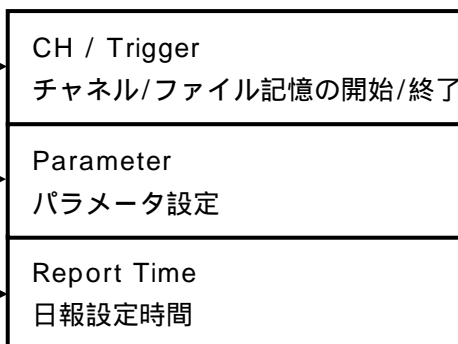 CH / Trigger
チャネル/ファイル記憶の開始/終了
Parameter
パラメータ設定
Report Time
日報設定時間